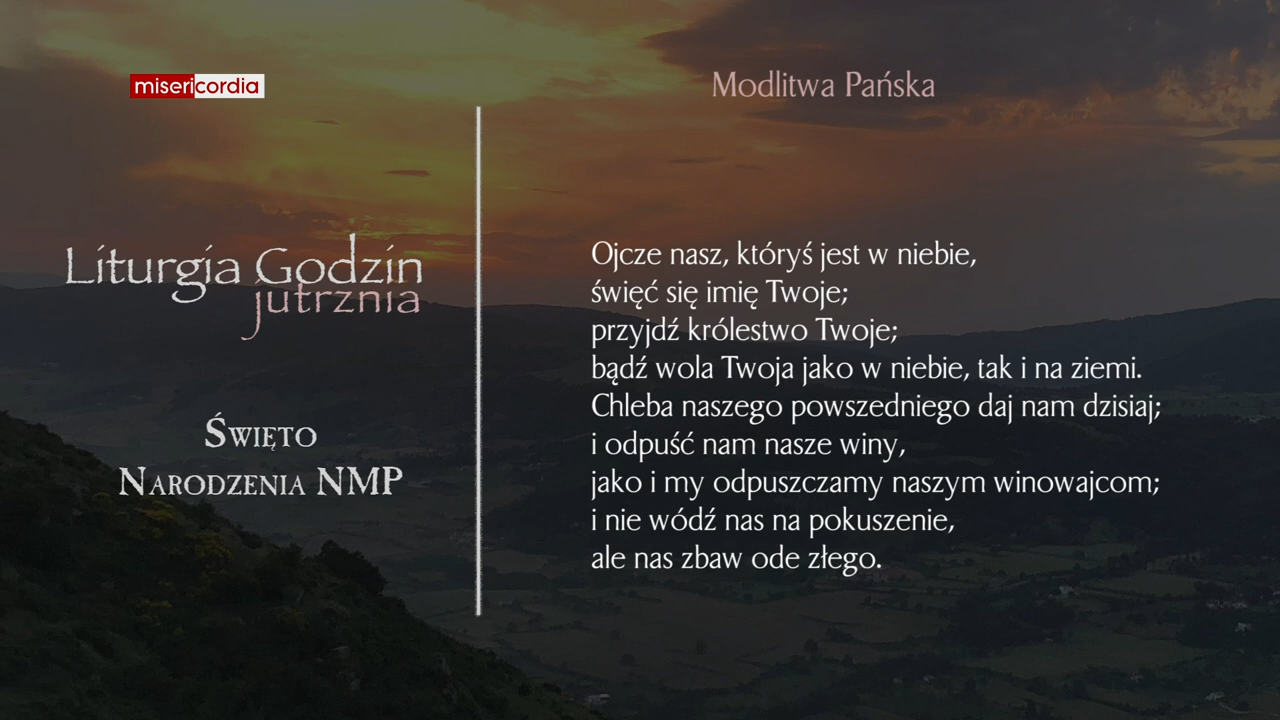 misericordia
Liturgia Godzin
jutrznia
Święto
Narodzenia NMP
Modlitwa Pańska
Ojcze nasz, któryś jest w niebie,
święć się imię Twoje;
przyjdź królestwo Twoje;
bądź wola Twoja jako w niebie, tak i na ziemi.
Chleba naszego powszedniego daj nam dzisiaj;
i odpuść nam nasze winy,
jako i my odpuszczamy naszym winowajcom;
i nie wódź nas na pokuszenie,
ale nas zbaw ode złego.